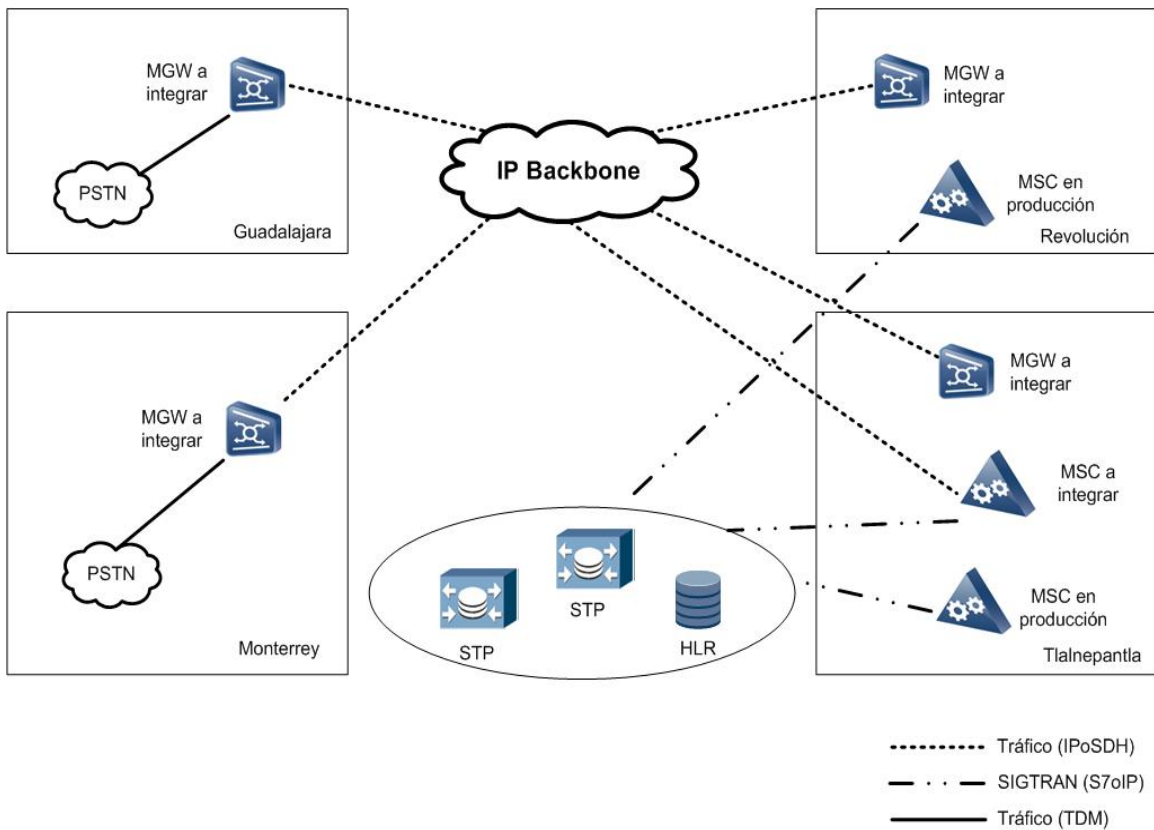 MGW a
integrar
PSTN
Guadalajara
IP Backbone
MGW a
integrar
MSC en
producción
Revolución
MGW a
integrar
PSTN
Monterrey
STP
STP
HLR
MGW a
integrar
MSC a
integrar
MSC en
producción
Tlalnepantla
Tráfico (IPoSDH)
SIGTRAN (S7oIP)
Tráfico (TDM)